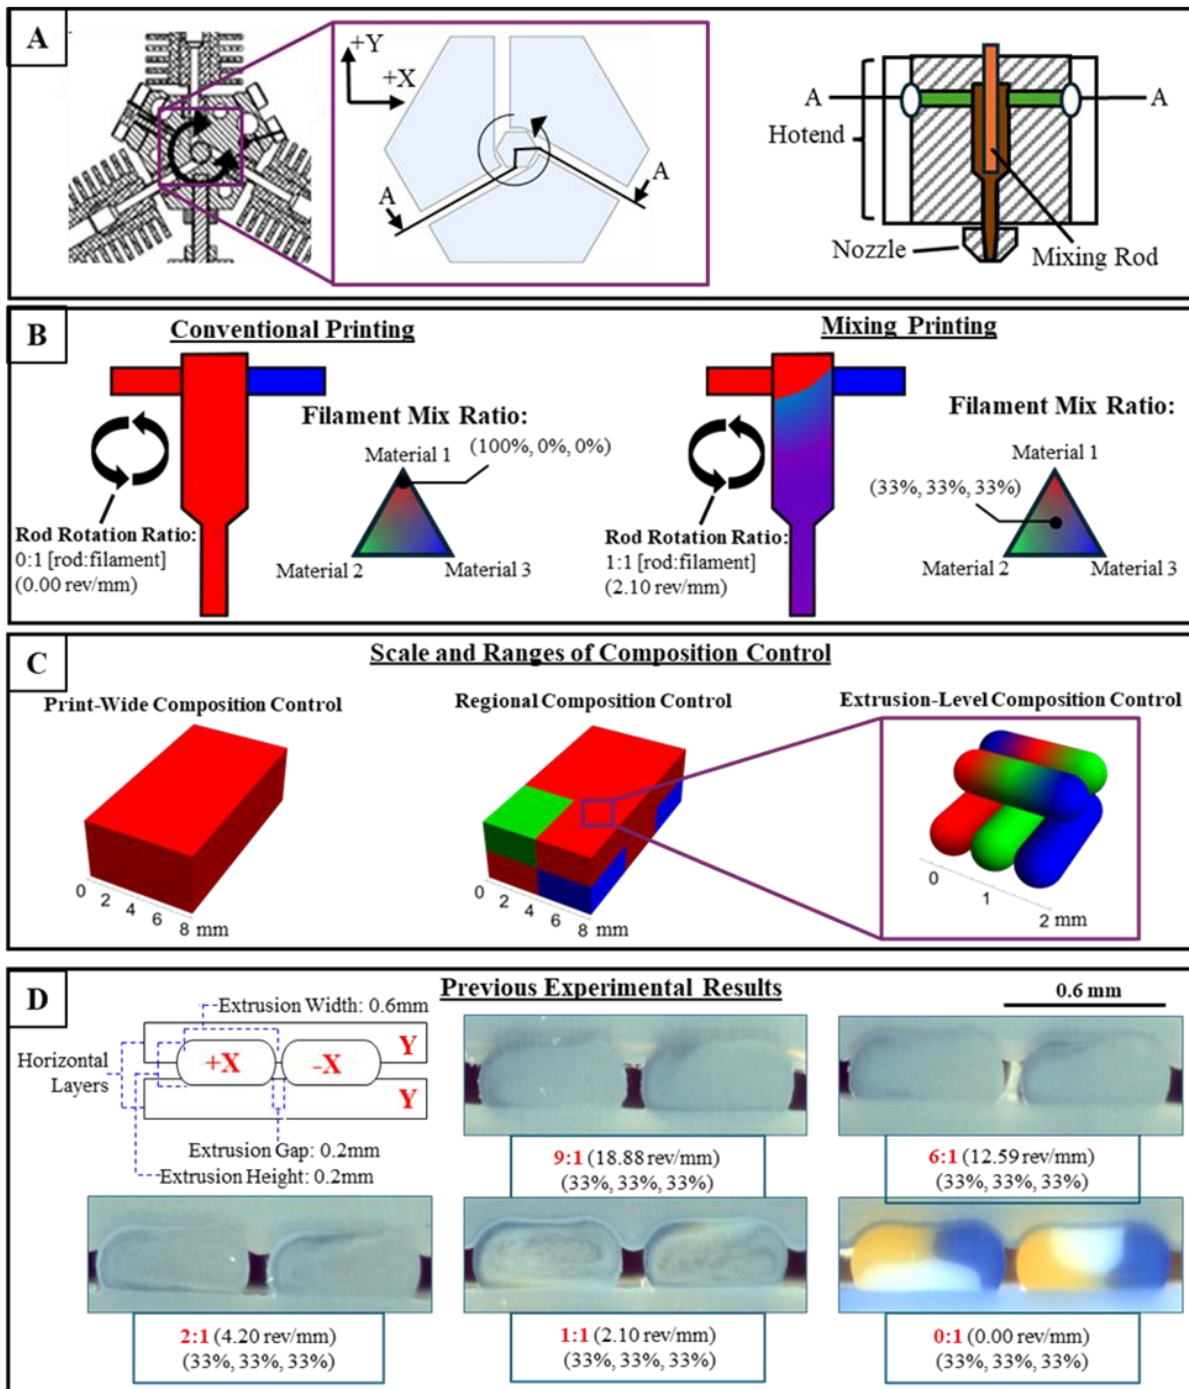 A
+Y
+X
A
A
A
A
Hotend
Nozzle
Mixing Rod
B
Conventional Printing
Filament Mix Ratio:
(100%, 0%, 0%)
Material 1
Rod Rotation Ratio:
0:1 [rod:filament]
(0.00 rev/mm)
Material 2
Material 3
Mixing Printing
Filament Mix Ratio:
Material 1
(33%, 33%, 33%)
Rod Rotation Ratio:
1:1 [rod:filament]
(2.10 rev/mm)
Material 2
Material 3
C
Scale and Ranges of Composition Control
Print-Wide Composition Control
0
2
4
6
8 mm
Regional Composition Control
0
2
4
6
8 mm
Extrusion-Level Composition Control
0
1
2 mm
D
Previous Experimental Results
Extrusion Width: 0.6mm
Horizontal
Layers
+X
-X
Y
Y
Extrusion Gap: 0.2mm
Extrusion Height: 0.2mm
0.6 mm
9:1 (18.88 rev/mm)
(33%, 33%, 33%)
6:1 (12.59 rev/mm)
(33%, 33%, 33%)
2:1 (4.20 rev/mm)
(33%, 33%, 33%)
1:1 (2.10 rev/mm)
(33%, 33%, 33%)
0:1 (0.00 rev/mm)
(33%, 33%, 33%)